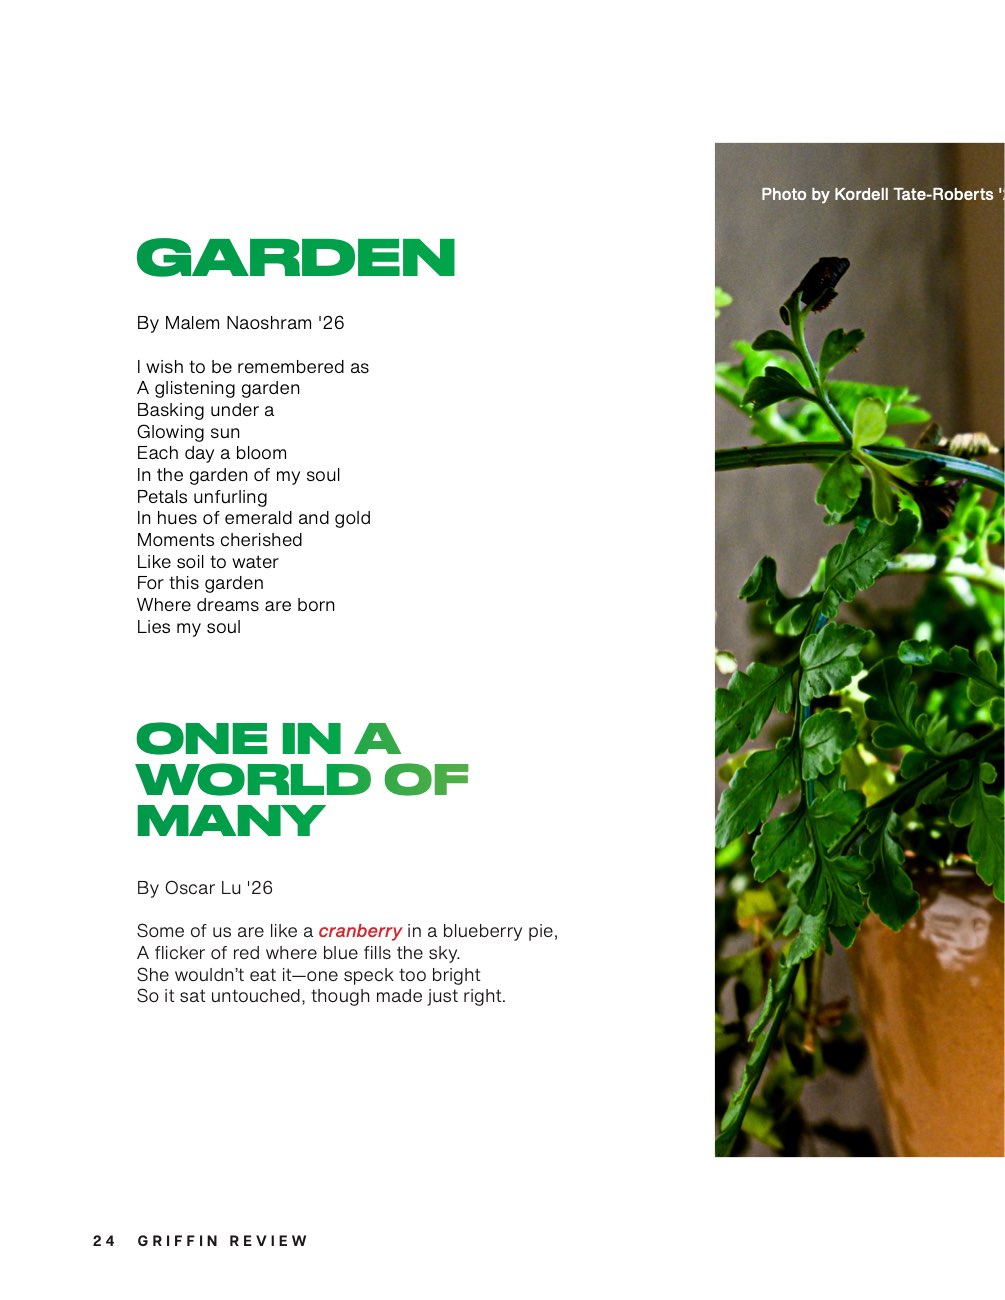 GARDEN
By Malem Naoshram '26
I wish to be remembered as
A glistening garden
Basking under a
Glowing sun
Each day a bloom
In the garden of my soul
Petals unfurling
In hues of emerald and gold
Moments cherished
Like soil to water
For this garden
Where dreams are born
Lies my soul
ONE IN A
WORLD OF
MANY
By Oscar Lu '26
Some of us are like a cranberry in a blueberry pie,
A flicker of red where blue fills the sky.
She wouldn’t eat it—one speck too bright
So it sat untouched, though made just right.
Photo by Kordell Tate-Roberts
24 GRIFFIN REVIEW